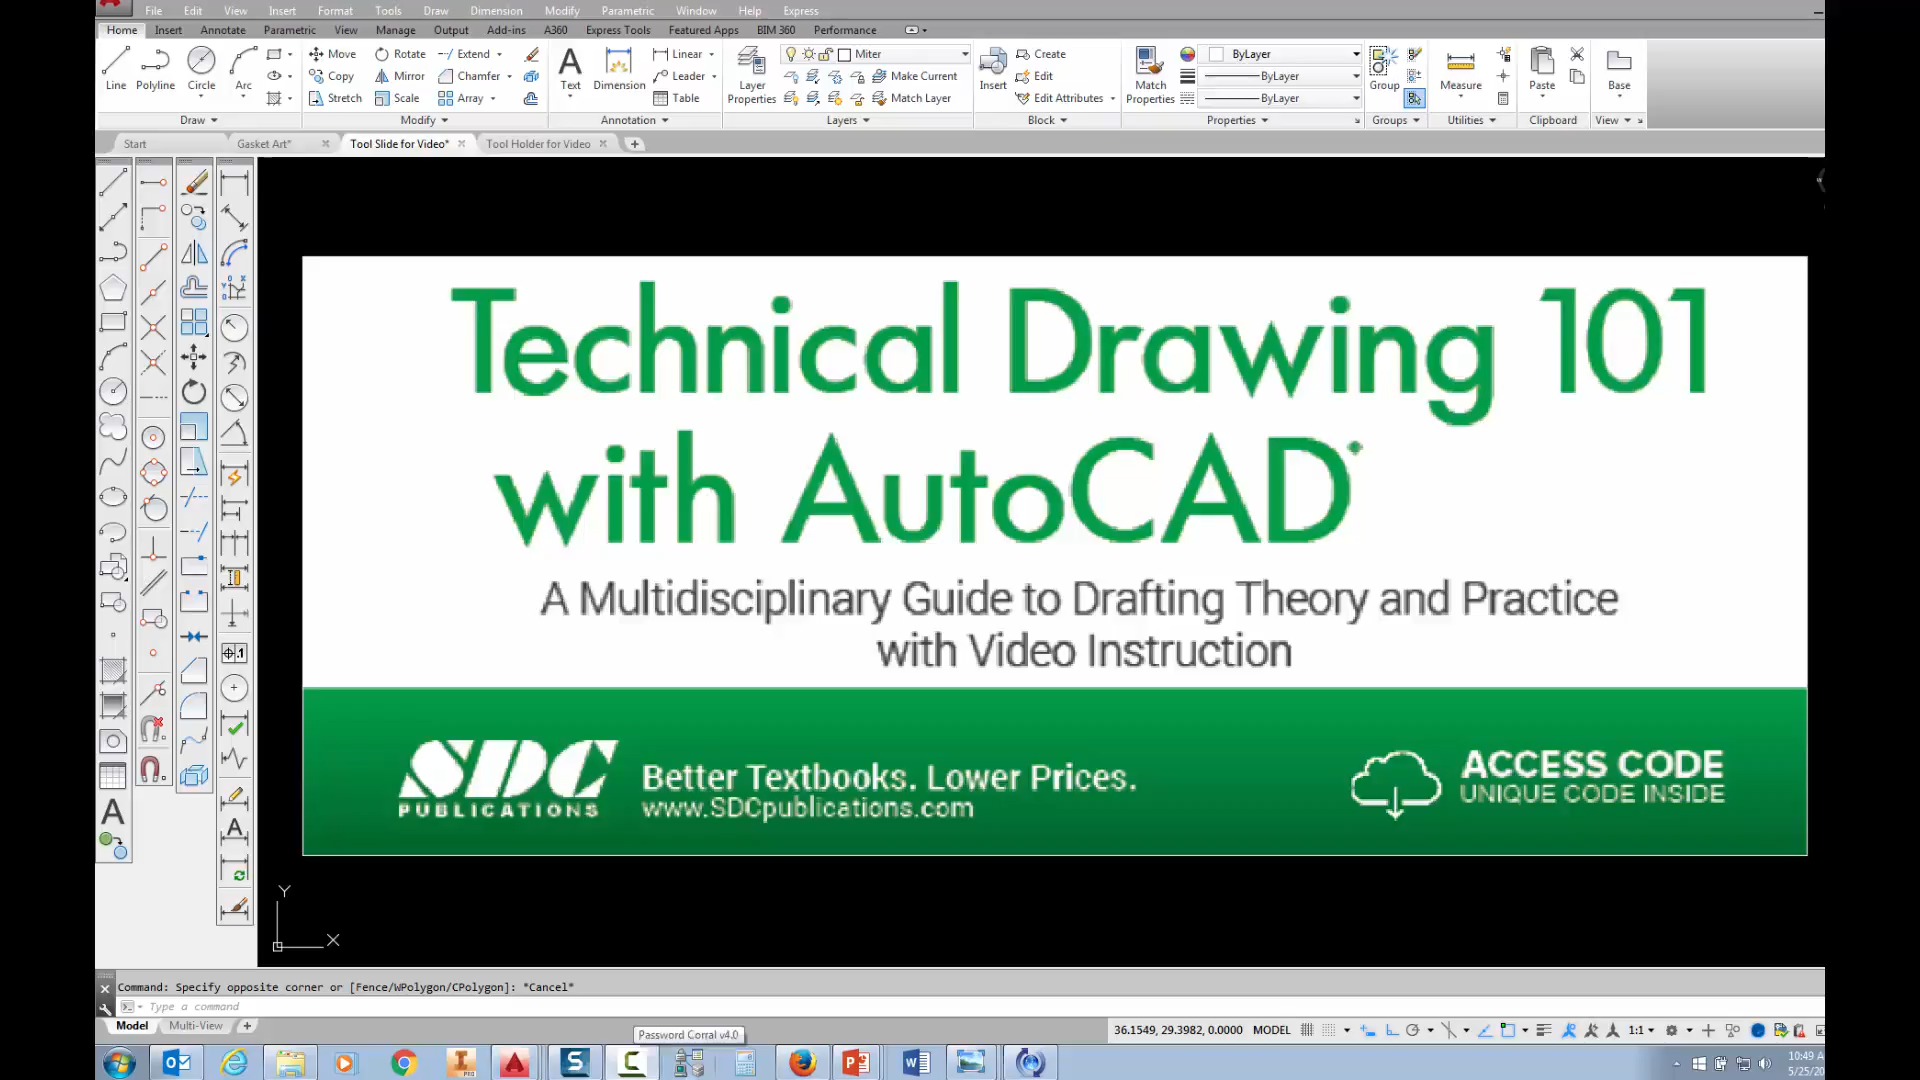 File Edit View Insert Format Tools Draw Dimension Modify Parametric Window Help Express
Home Insert Annotate Parametric View Manage Output Add-ins A360 Express Tools Featured Apps BIM 360 Performance
Line Polyline Circle Arc
Move Rotate Extend
Copy Mirror Chamfer
Stretch Scale Array
Text Dimension
Linear
Leader
Table
Layer Properties
Miter
Make Current
Match Layer
Insert
Create
Edit
Edit Attributes
Match Properties
ByLayer
ByLayer
ByLayer
Group Measure Paste Base
Draw Modify Annotation Layers Block Properties Groups Utilities Clipboard View
Start Gasket Art* Tool Slide for Video* Tool Holder for Video
Technical Drawing 101
with AutoCAD
A Multidisciplinary Guide to Drafting Theory and Practice
with Video Instruction
SDC
PUBLICATIONS
Better Textbooks. Lower Prices.
www.SDCpublications.com
ACCESS CODE
UNIQUE CODE INSIDE
Y
X
Command: Specify opposite corner or [Fence/WPolygon/CPolygon]: *Cancel*
Type a command
Model Multi-View
Password Corral v4.0
36.1549, 29.3982, 0.0000 MODEL 1:1
10:49 A
5/25/20